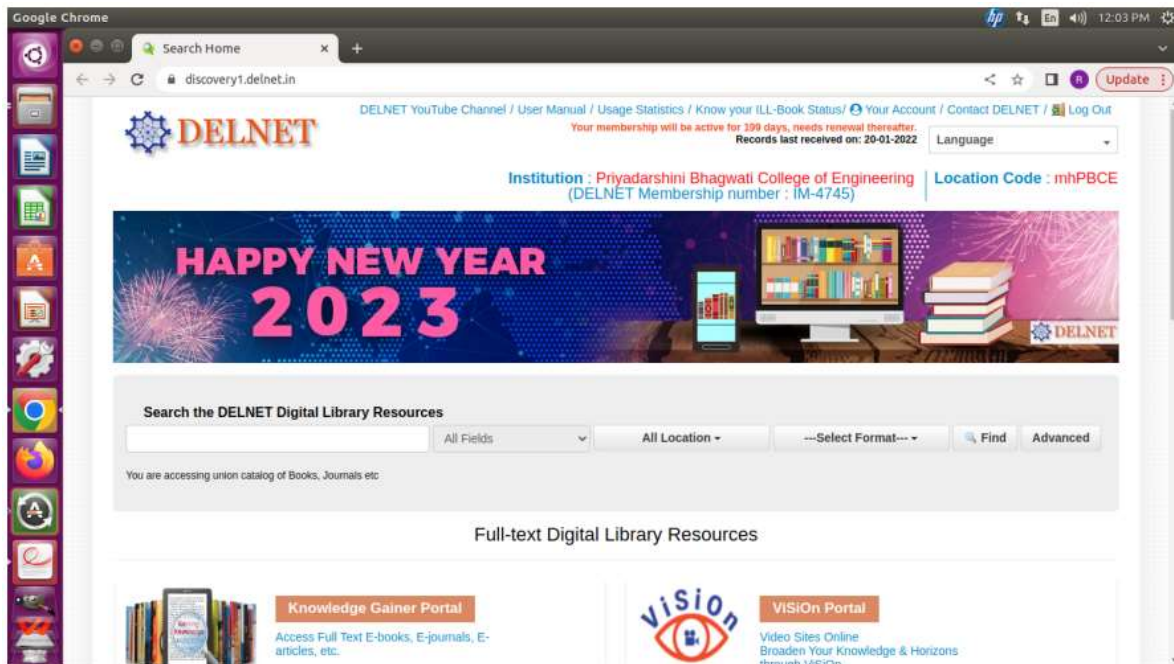 Google Chrome
En
12:03 PM
Search Home
discovery1.delnet.in
R
Update
DELNET
DELNET YouTube Channel / User Manual / Usage Statistics / Know your ILL-Book Status/ Your Account / Contact DELNET / Log Out
Your membership will be active for 199 days, needs renewal thereafter.
Records last received on: 20-01-2022
Language
Institution : Priyadarshini Bhagwati College of Engineering
(DELNET Membership number : IM-4745)
Location Code : mhPBCE
HAPPY NEW YEAR
2023
DELNET
Search the DELNET Digital Library Resources
All Fields
All Location
---Select Format---
Find
Advanced
You are accessing union catalog of Books, Journals etc
Full-text Digital Library Resources
Knowledge Gainer Portal
Access Full Text E-books, E-journals, E-
articles, etc.
ViSiOn
ViSiOn Portal
Video Sites Online
Broaden Your Knowledge & Horizons
through ViSiOn